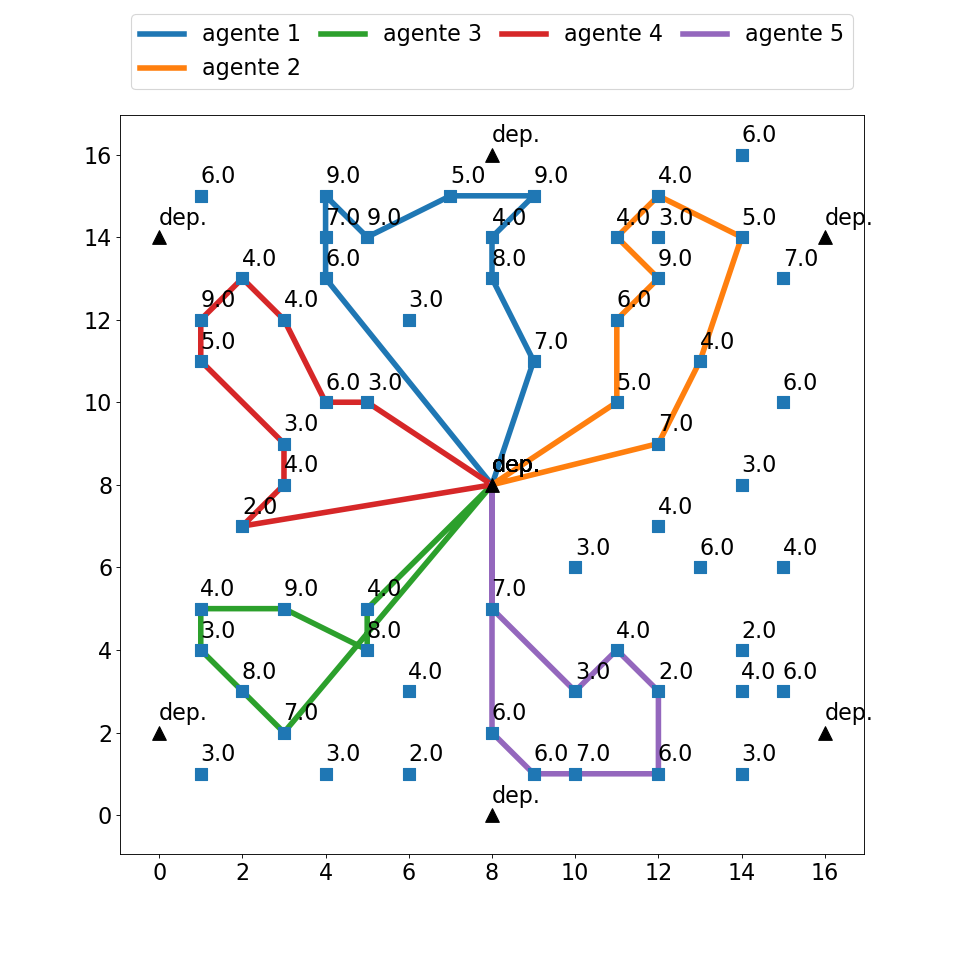 agente 1 agente 3 agente 4 agente 5
agente 2
6.0
dep.
16
6.0 9.0 5.0 9.0 4.0
dep. 7.0 9.0 4.0 4.0 3.0 5.0 dep.
14
4.0 6.0 8.0 9.0 7.0
9.0 4.0 3.0 6.0
12
5.0 7.0 4.0
6.0 3.0 5.0 6.0
10
3.0 7.0
4.0 dep. dep. 3.0
8
2.0 4.0
3.0 6.0 4.0
6
4.0 9.0 4.0 7.0
3.0 8.0 4.0 2.0
4
8.0 4.0 3.0 2.0 4.0 6.0
dep. 7.0 6.0 dep.
2
3.0 3.0 2.0 6.0 7.0 6.0 3.0
dep.
0
0 2 4 6 8 10 12 14 16